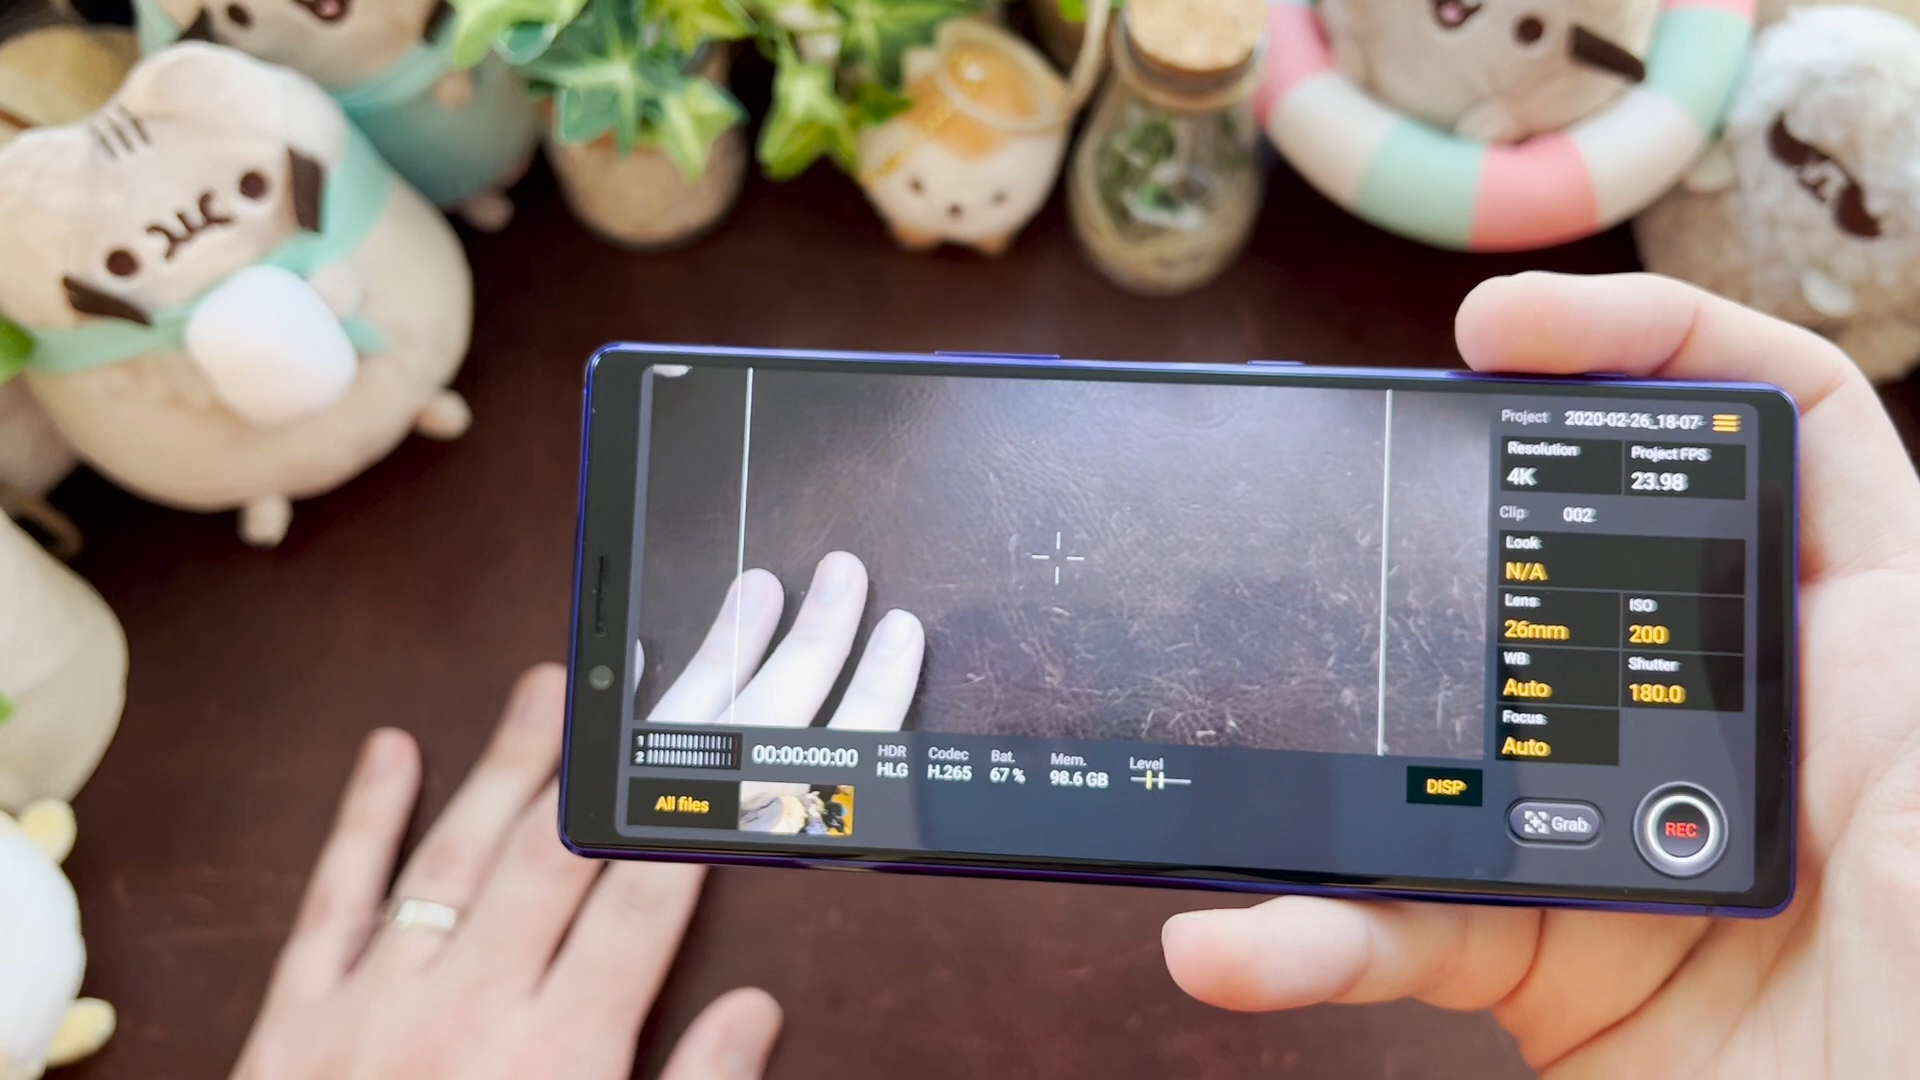 Project 2020-02-26_18-07-
Resolution Project FPS
4K 23.98
Clip 002
Look
N/A
Lens ISO
26mm 200
WB Shutter
Auto 180.0
Focus
Auto
1
2
00:00:00:00
HDR Codec Bat. Mem. Level
HLG H.265 67 % 98.6 GB
DISP
All files
Grab
REC